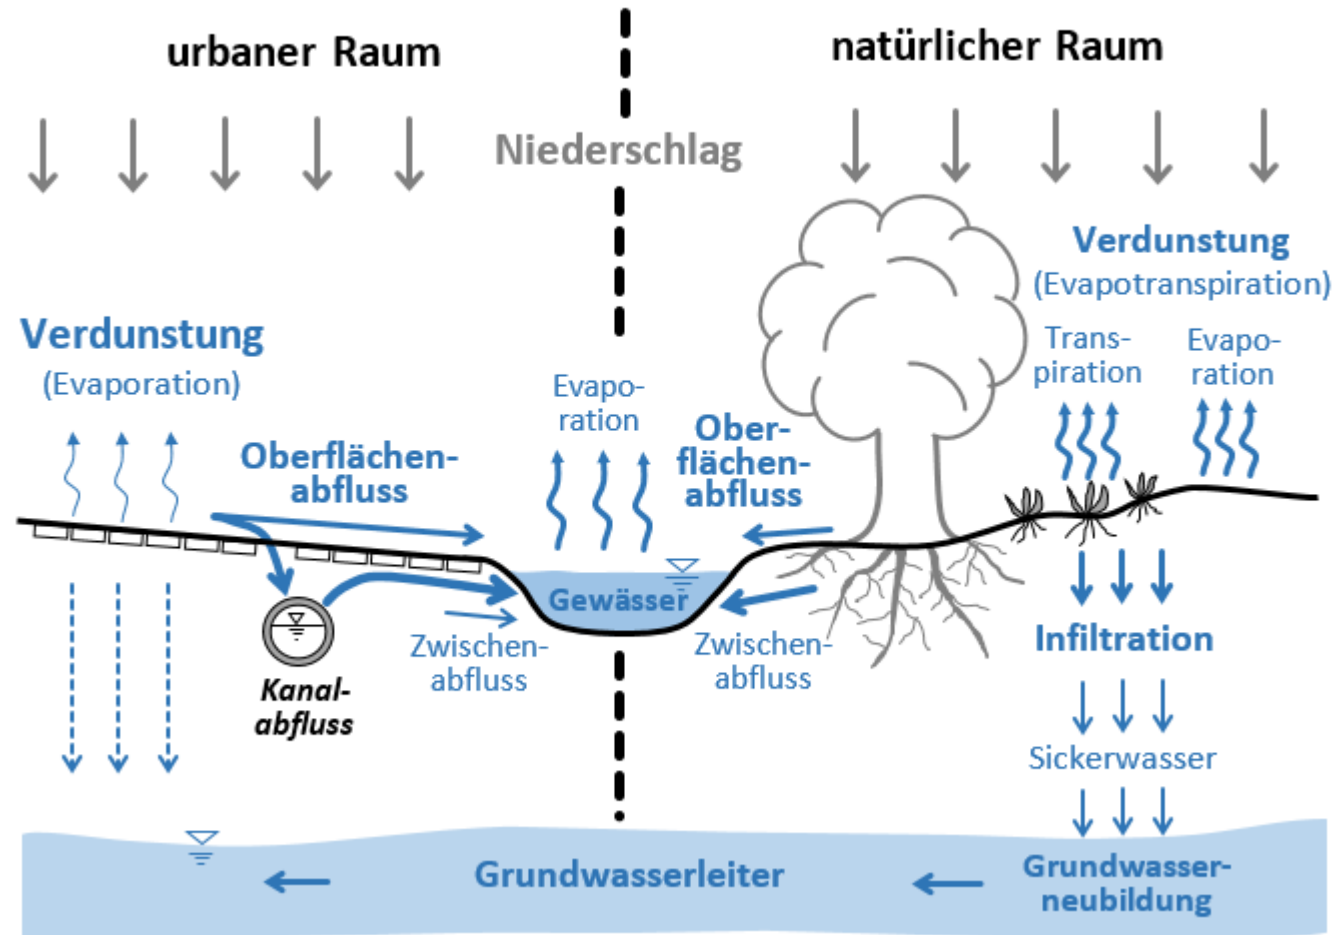 urbaner Raum
natürlicher Raum
Niederschlag
Verdunstung
(Evaporation)
Oberflächen-
abfluss
Evapo-
ration
Ober-
flächen-
abfluss
Verdunstung
(Evapotranspiration)
Trans-
piration
Evapo-
ration
Gewässer
Kanal-
abfluss
Zwischen-
abfluss
Zwischen-
abfluss
Infiltration
Sickerwasser
Grundwasserleiter
Grundwasser-
neubildung